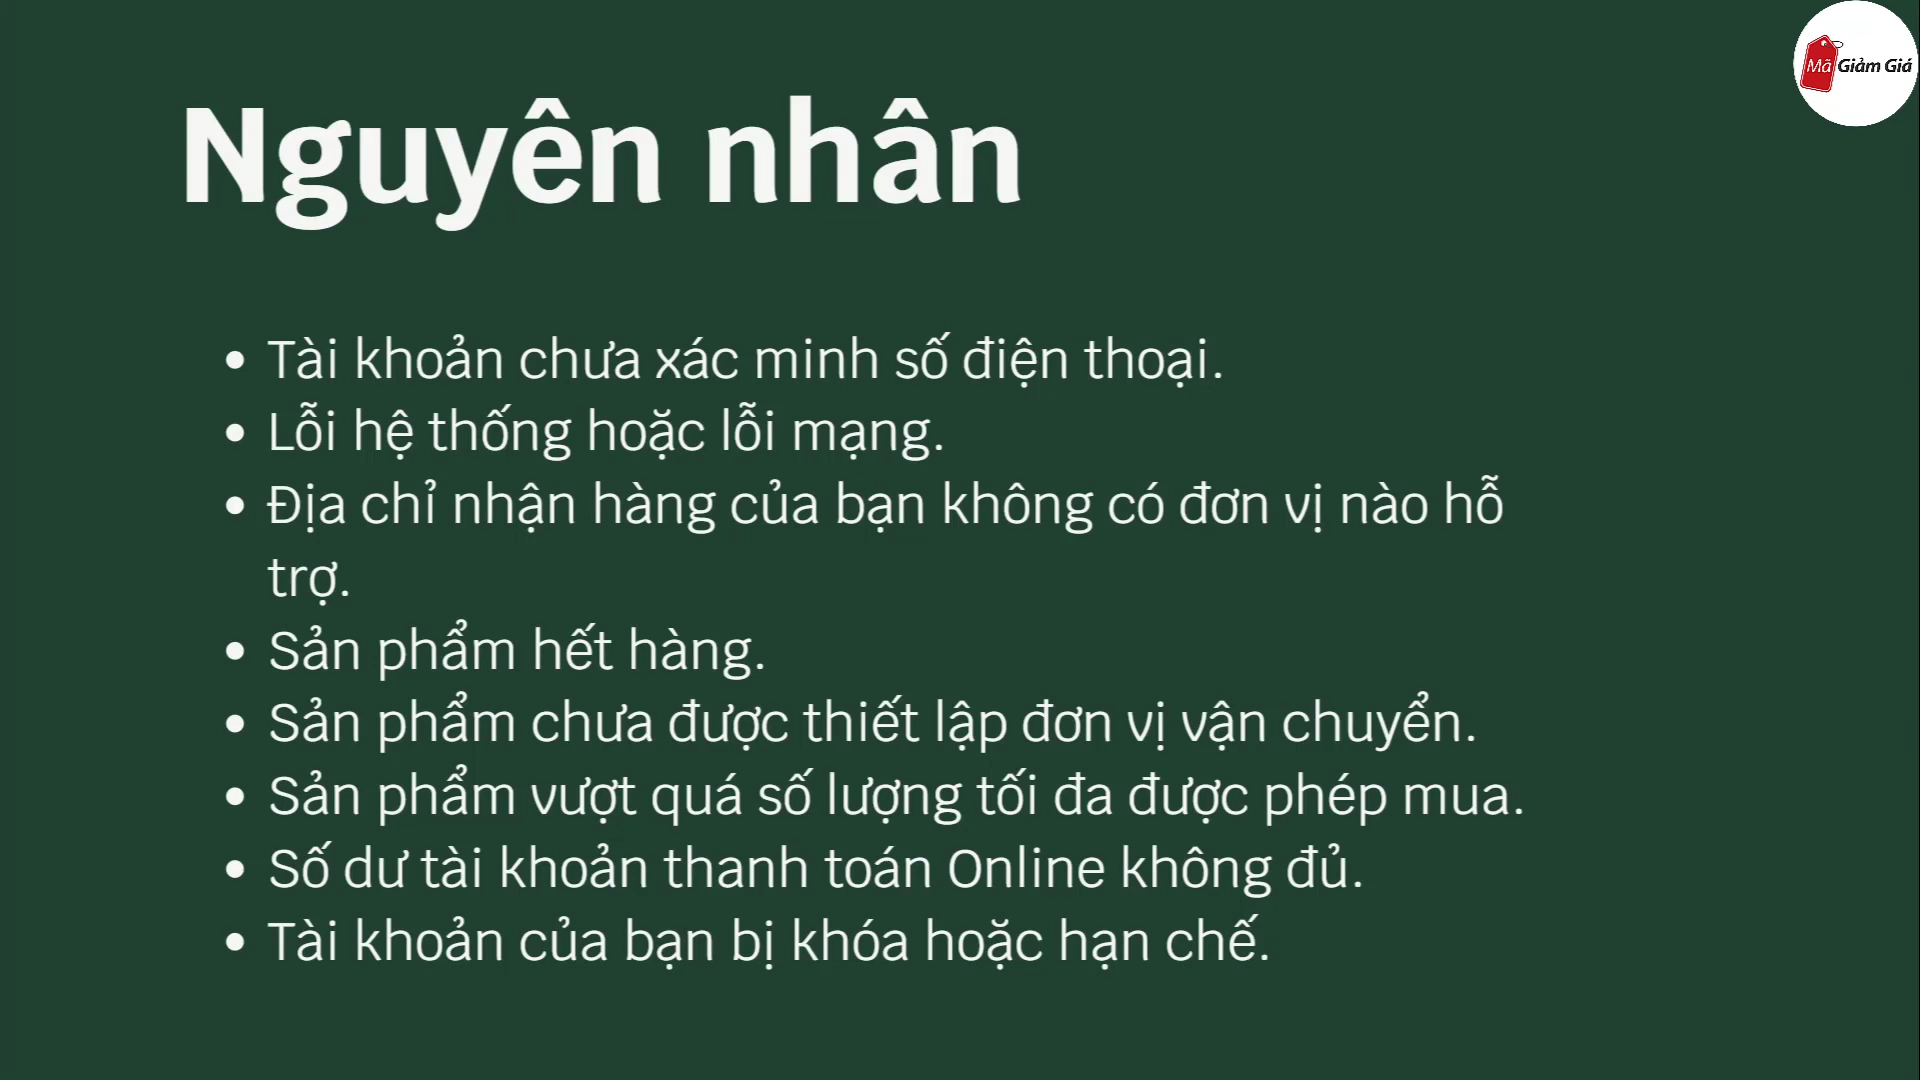 Mã Giảm Giá
Nguyên nhân
• Tài khoản chưa xác minh số điện thoại.
• Lỗi hệ thống hoặc lỗi mạng.
• Địa chỉ nhận hàng của bạn không có đơn vị nào hỗ
trợ.
• Sản phẩm hết hàng.
• Sản phẩm chưa được thiết lập đơn vị vận chuyển.
• Sản phẩm vượt quá số lượng tối đa được phép mua.
• Số dư tài khoản thanh toán Online không đủ.
• Tài khoản của bạn bị khóa hoặc hạn chế.